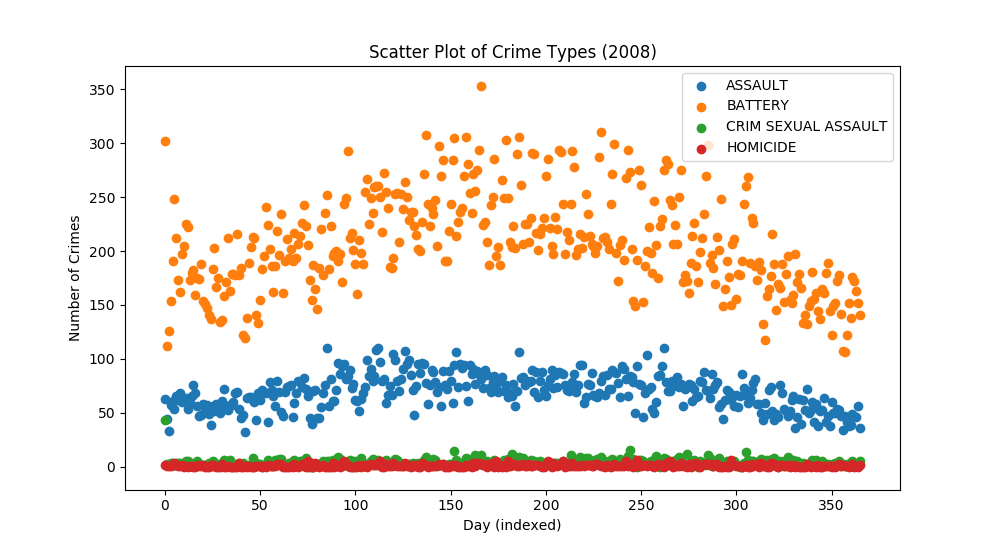 Scatter Plot of Crime Types (2008)
ASSAULT
BATTERY
CRIM SEXUAL ASSAULT
HOMICIDE
Number of Crimes
350
300
250
200
150
100
50
0
0 50 100 150 200 250 300 350
Day (indexed)